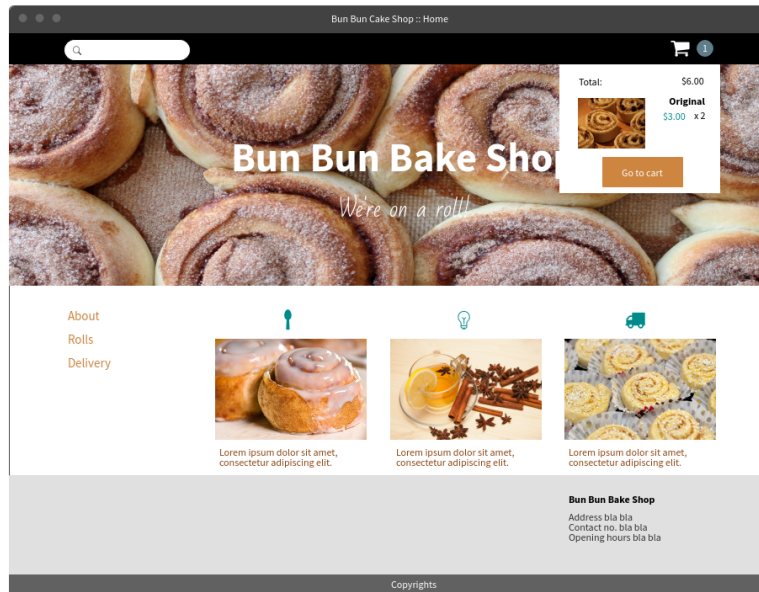 Bun Bun Cake Shop :: Home
1
Total: $6.00
Original
$3.00 x 2
Go to cart
Bun Bun Bake Shop
We're on a roll!
About
Rolls
Delivery
Lorem ipsum dolor sit amet,
consectetur adipiscing elit.
Lorem ipsum dolor sit amet,
consectetur adipiscing elit.
Lorem ipsum dolor sit amet,
consectetur adipiscing elit.
Bun Bun Bake Shop
Address bla bla
Contact no. bla bla
Opening hours bla bla
Copyrights